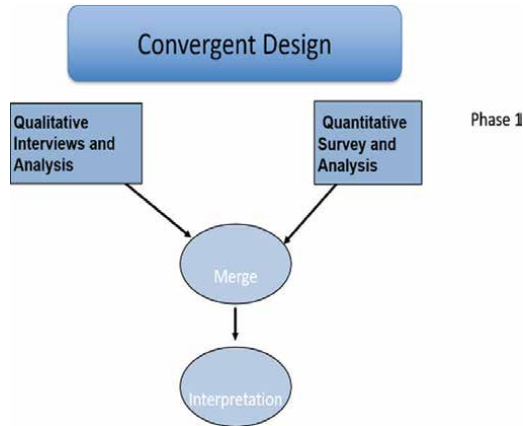 Convergent Design
Qualitative
Interviews and
Analysis
Quantitative
Survey and
Analysis
Phase 1
Merge
Interpretation